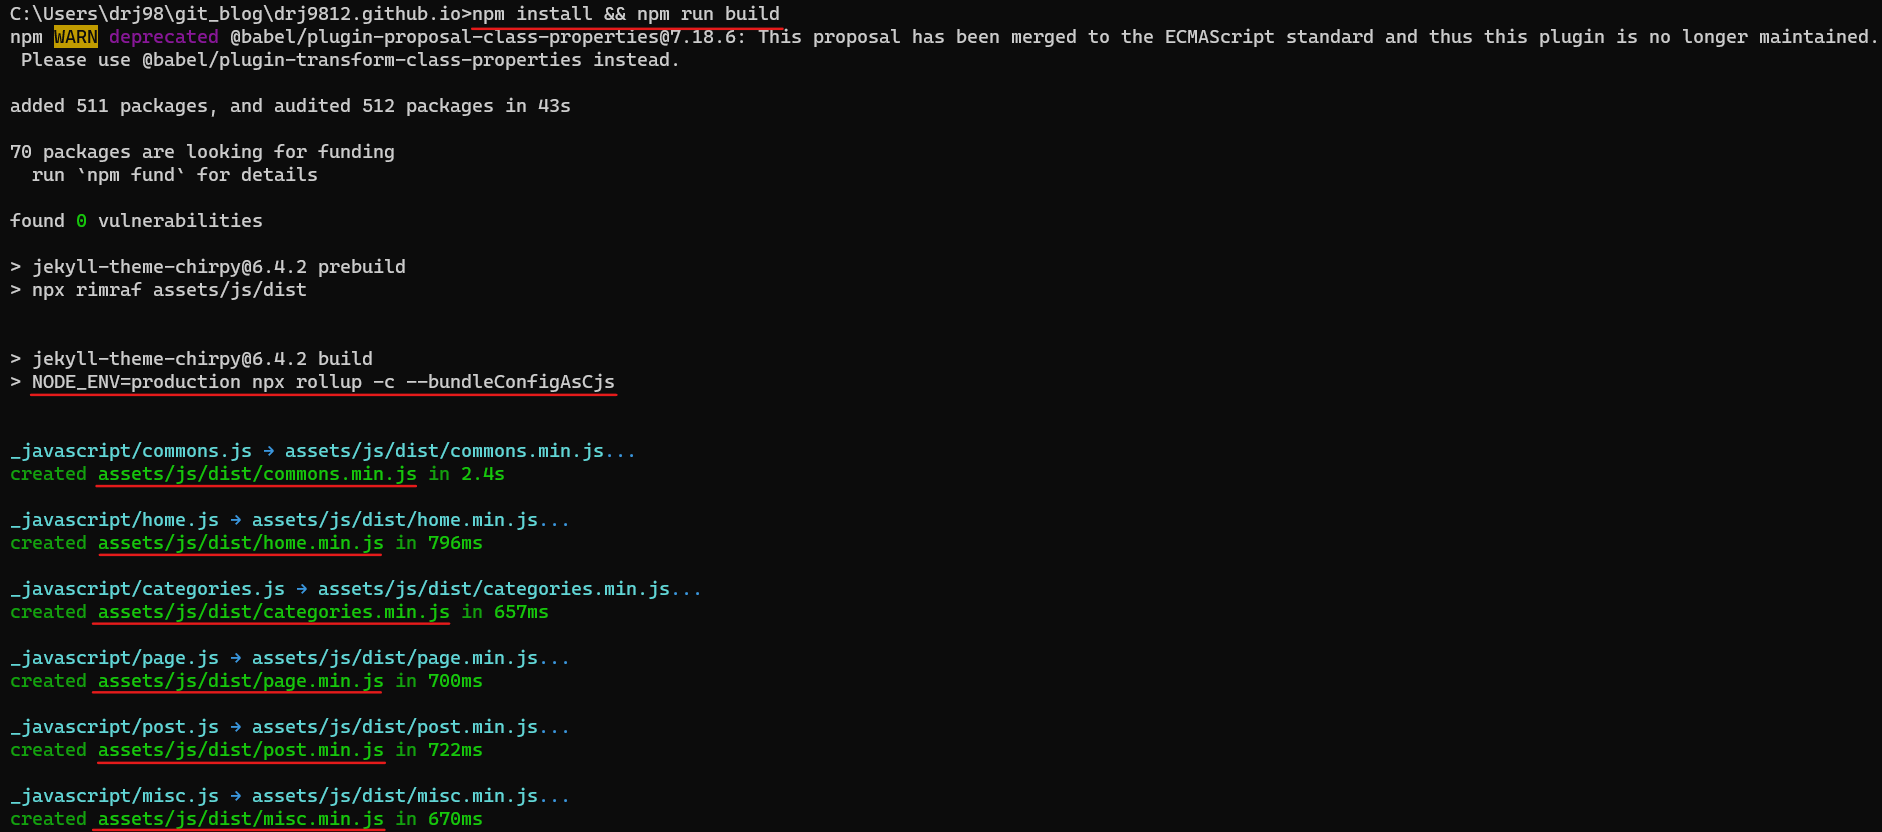 C:\Users\drj98\git_blog\drj9812.github.io>npm install && npm run build
npm WARN deprecated @babel/plugin-proposal-class-properties@7.18.6: This proposal has been merged to the ECMAScript standard and thus this plugin is no longer maintained.
 Please use @babel/plugin-transform-class-properties instead.

added 511 packages, and audited 512 packages in 43s

70 packages are looking for funding
  run `npm fund` for details

found 0 vulnerabilities

> jekyll-theme-chirpy@6.4.2 prebuild
> npx rimraf assets/js/dist


> jekyll-theme-chirpy@6.4.2 build
> NODE_ENV=production npx rollup -c --bundleConfigAsCjs


_javascript/commons.js → assets/js/dist/commons.min.js...
created assets/js/dist/commons.min.js in 2.4s

_javascript/home.js → assets/js/dist/home.min.js...
created assets/js/dist/home.min.js in 796ms

_javascript/categories.js → assets/js/dist/categories.min.js...
created assets/js/dist/categories.min.js in 657ms

_javascript/page.js → assets/js/dist/page.min.js...
created assets/js/dist/page.min.js in 700ms

_javascript/post.js → assets/js/dist/post.min.js...
created assets/js/dist/post.min.js in 722ms

_javascript/misc.js → assets/js/dist/misc.min.js...
created assets/js/dist/misc.min.js in 670ms